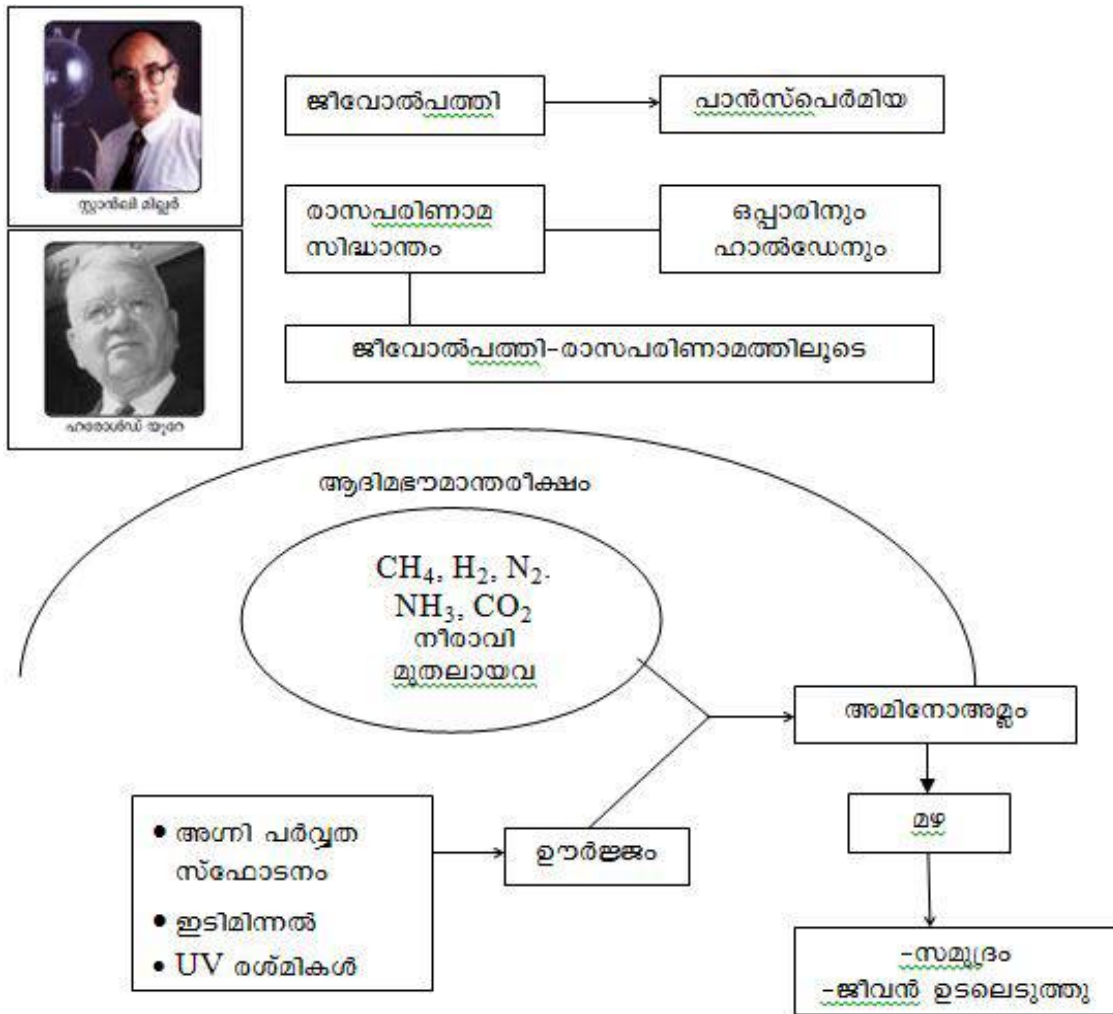 സ്റ്റാൻലി മില്ലർ
ജീവോൽപത്തി
പാൻസ്പെർമിയ
രാസപരിണാമ
സിദ്ധാന്തം
ഒപ്പാരിനും
ഹാൽഡേനും
ജീവോൽപത്തി-രാസപരിണാമത്തിലൂടെ
ഹരോൾഡ് യൂറേ
ആദിമഭൗമാന്തരീക്ഷം
CH₄, H₂, N₂.
NH₃, CO₂
നീരാവി
മുതലായവ
അമിനോഅമ്ലം
മഴ
• അഗ്നി പർവ്വത
സ്ഫോടനം
• ഇടിമിന്നൽ
• UV രശ്മികൾ
ഊർജ്ജം
-സമുദ്രം
-ജീവൻ ഉടലെടുത്തു